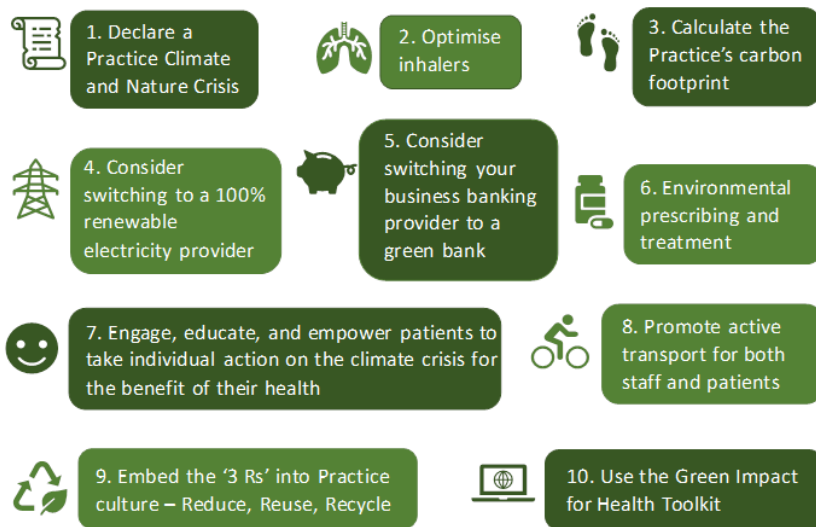 1. Declare a
Practice Climate
and Nature Crisis
2. Optimise
inhalers
3. Calculate the
Practice's carbon
footprint
4. Consider
switching to a 100%
renewable
electricity provider
5. Consider
switching your
business banking
provider to a
green bank
6. Environmental
prescribing and
treatment
7. Engage, educate, and empower patients to
take individual action on the climate crisis for
the benefit of their health
8. Promote active
transport for both
staff and patients
9. Embed the ‘3 Rs’ into Practice
culture – Reduce, Reuse, Recycle
10. Use the Green Impact
for Health Toolkit